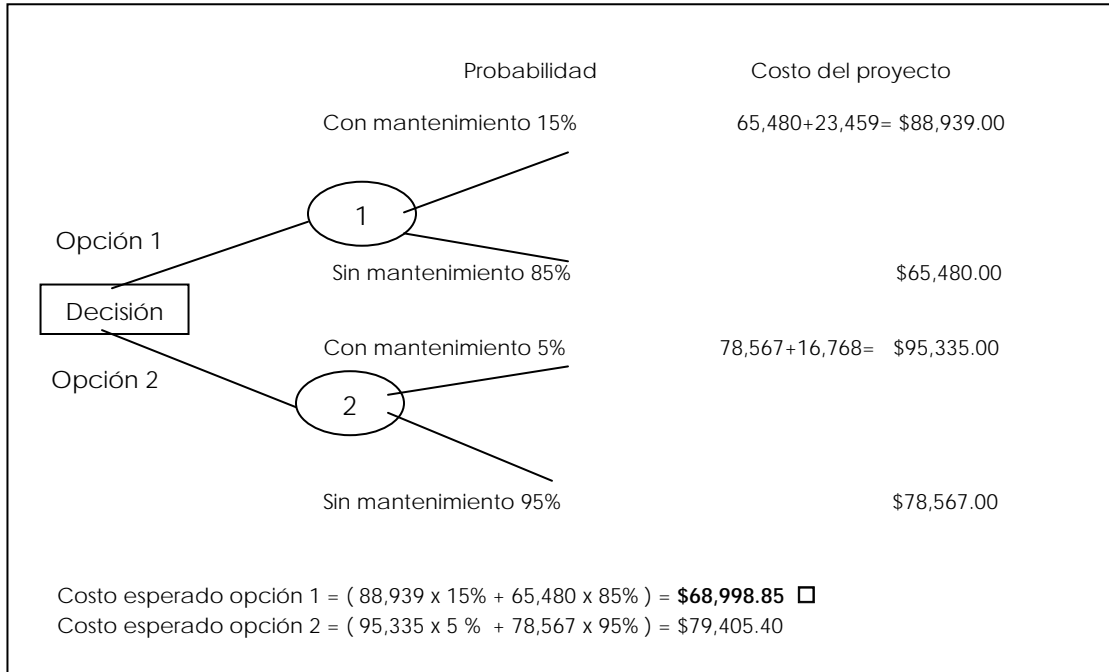 Probabilidad Costo del proyecto
Con mantenimiento 15% 65,480+23,459= $88,939.00
1
Opción 1
Sin mantenimiento 85% $65,480.00
Decisión
Con mantenimiento 5% 78,567+16,768= $95,335.00
Opción 2
2
Sin mantenimiento 95% $78,567.00
Costo esperado opción 1 = ( 88,939 x 15% + 65,480 x 85% ) = $68,998.85 □
Costo esperado opción 2 = ( 95,335 x 5 % + 78,567 x 95% ) = $79,405.40